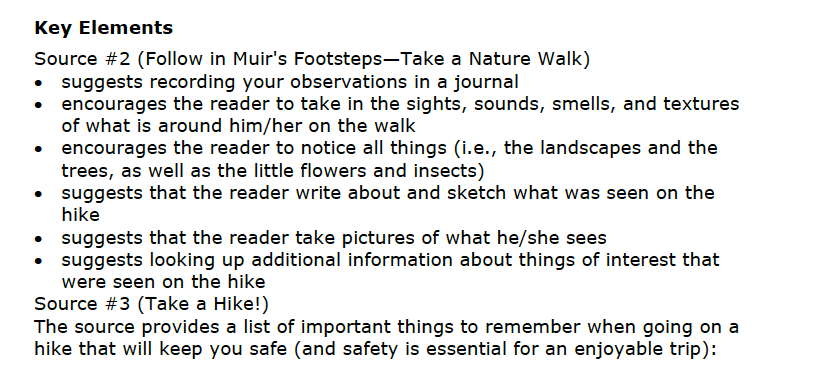 Key Elements
Source #2 (Follow in Muir's Footsteps—Take a Nature Walk)
• suggests recording your observations in a journal
• encourages the reader to take in the sights, sounds, smells, and textures
of what is around him/her on the walk
• encourages the reader to notice all things (i.e., the landscapes and the
trees, as well as the little flowers and insects)
• suggests that the reader write about and sketch what was seen on the
hike
• suggests that the reader take pictures of what he/she sees
• suggests looking up additional information about things of interest that
were seen on the hike
Source #3 (Take a Hike!)
The source provides a list of important things to remember when going on a
hike that will keep you safe (and safety is essential for an enjoyable trip):